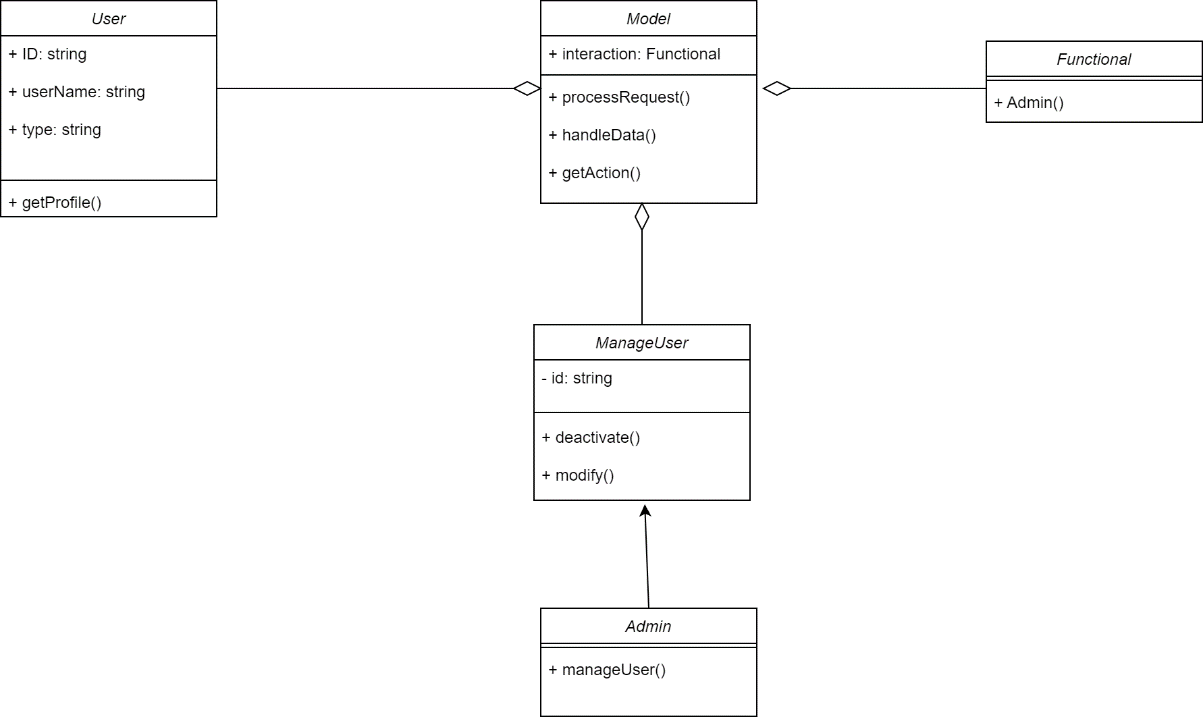 User
+ ID: string
+ userName: string
+ type: string
+ getProfile()
Model
+ interaction: Functional
+ processRequest()
+ handleData()
+ getAction()
Functional
+ Admin()
ManageUser
- id: string
+ deactivate()
+ modify()
Admin
+ manageUser()